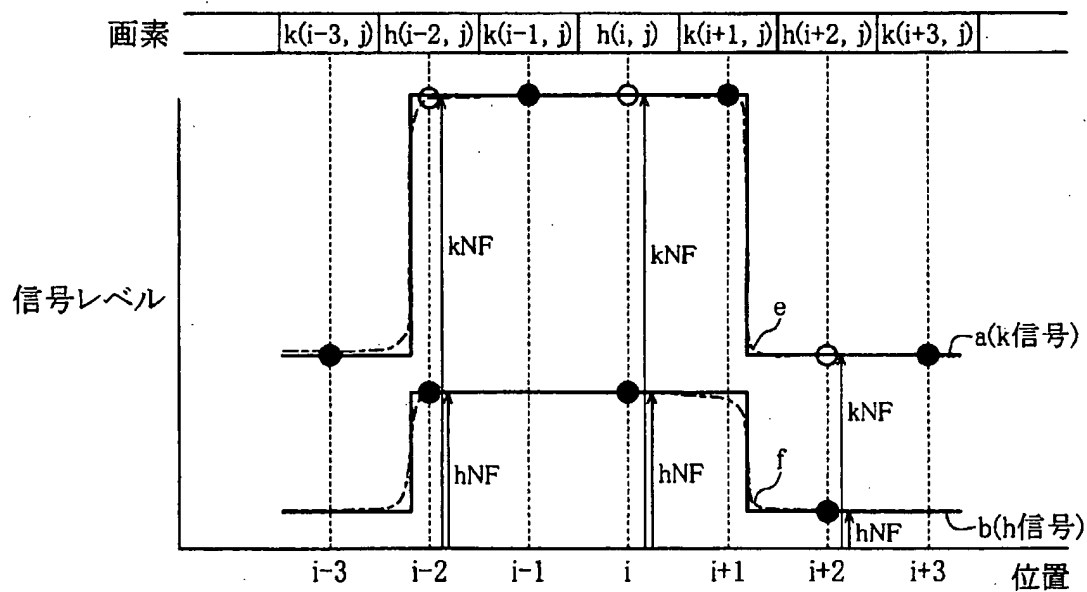 画素 k(i-3, j) h(i-2, j) k(i-1, j) h(i, j) k(i+1, j) h(i+2, j) k(i+3, j)
kNF
kNF
信号レベル
e
a(k信号)
kNF
hNF
hNF
f
hNF
b(h信号)
i-3 i-2 i-1 i i+1 i+2 i+3 位置